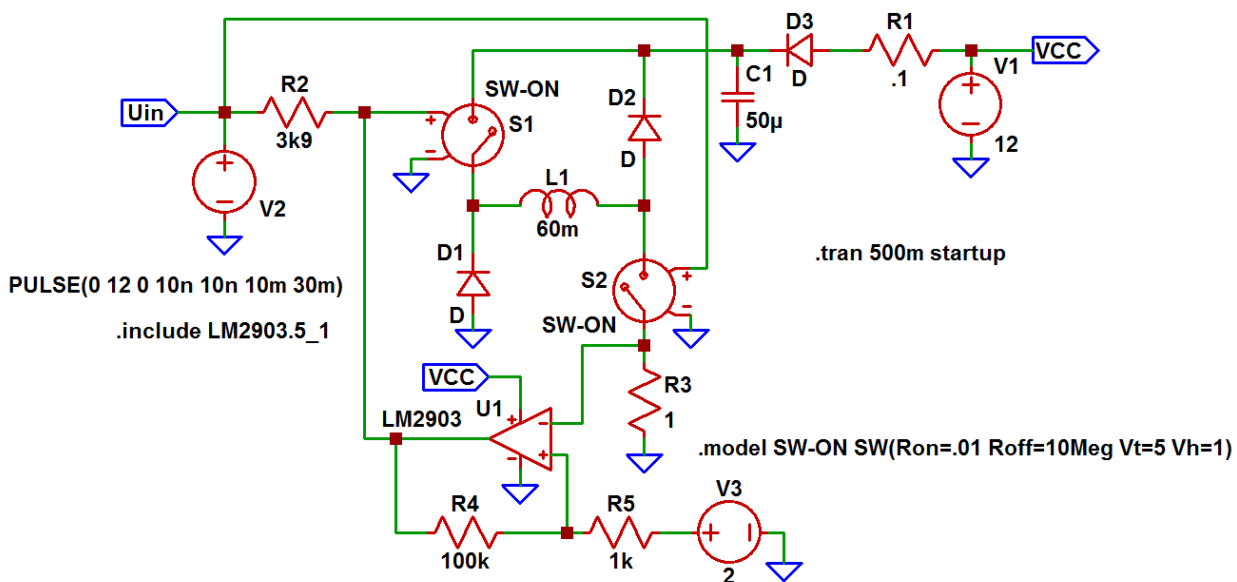 D3
R1
D
.1
VCC
V1
12
C1
50µ
R2
Uin
3k9
SW-ON
S1
D2
D
+
−
+
−
V2
L1
60m
D1
D
PULSE(0 12 0 10n 10n 10m 30m)
.include LM2903.5_1
.tran 500m startup
S2
+
−
SW-ON
VCC
U1
LM2903
+
−
−
+
R3
1
.model SW-ON SW(Ron=.01 Roff=10Meg Vt=5 Vh=1)
R4
100k
R5
1k
V3
+
−
2